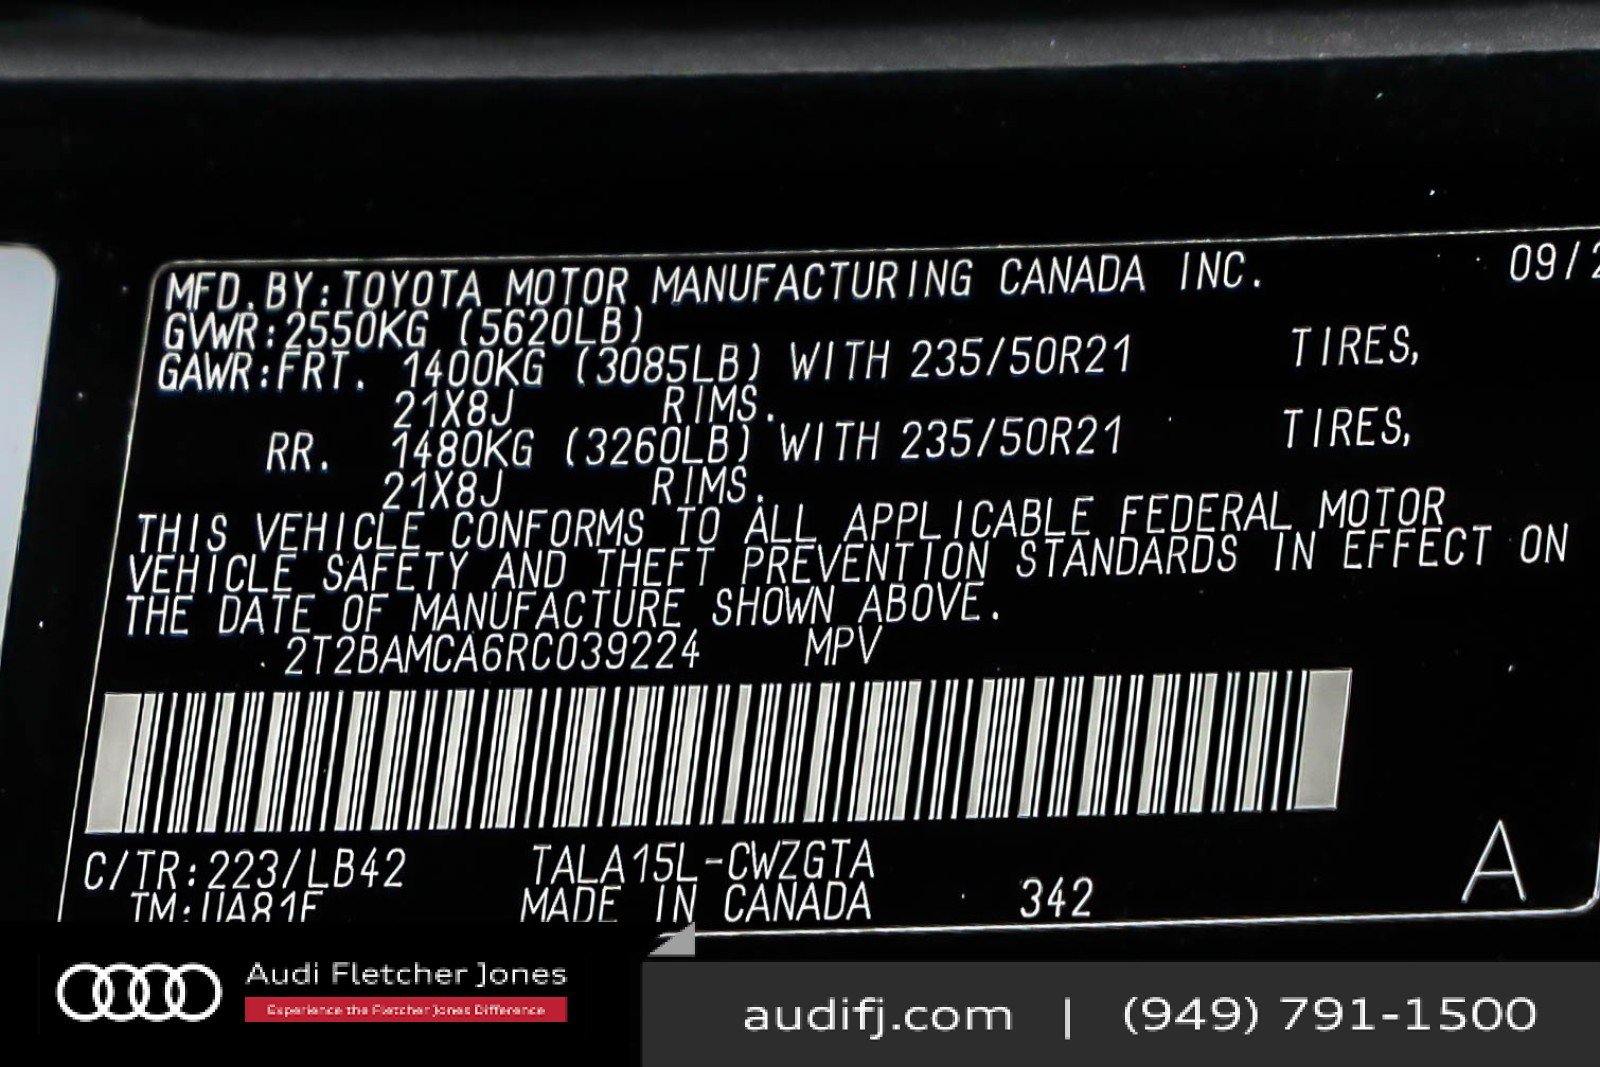 MFD.BY:TOYOTA MOTOR MANUFACTURING CANADA INC. 09/2
GVWR:2550KG (5620LB)
GAWR:FRT. 1400KG (3085LB) WITH 235/50R21 TIRES,
21X8J RIMS.
RR. 1480KG (3260LB) WITH 235/50R21 TIRES,
21X8J RIMS.
THIS VEHICLE CONFORMS TO ALL APPLICABLE FEDERAL MOTOR
VEHICLE SAFETY AND THEFT PREVENTION STANDARDS IN EFFECT ON
THE DATE OF MANUFACTURE SHOWN ABOVE.
2T2BAMCA6RC039224 MPV
C/TR:223/LB42 TALA15L-CWZGTA A
TM:UA81F MADE IN CANADA 342
Audi Fletcher Jones
Experience the Fletcher Jones Difference
audifj.com | (949) 791-1500